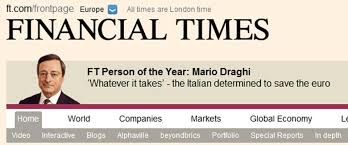 ft.com/frontpage Europe All times are London time
FINANCIAL TIMES
FT Person of the Year: Mario Draghi
'Whatever it takes' - the Italian determined to save the euro
Home World Companies Markets Global Economy Le
Video Interactive Blogs Alphaville beyondbrics Portfolio Special Reports In depth